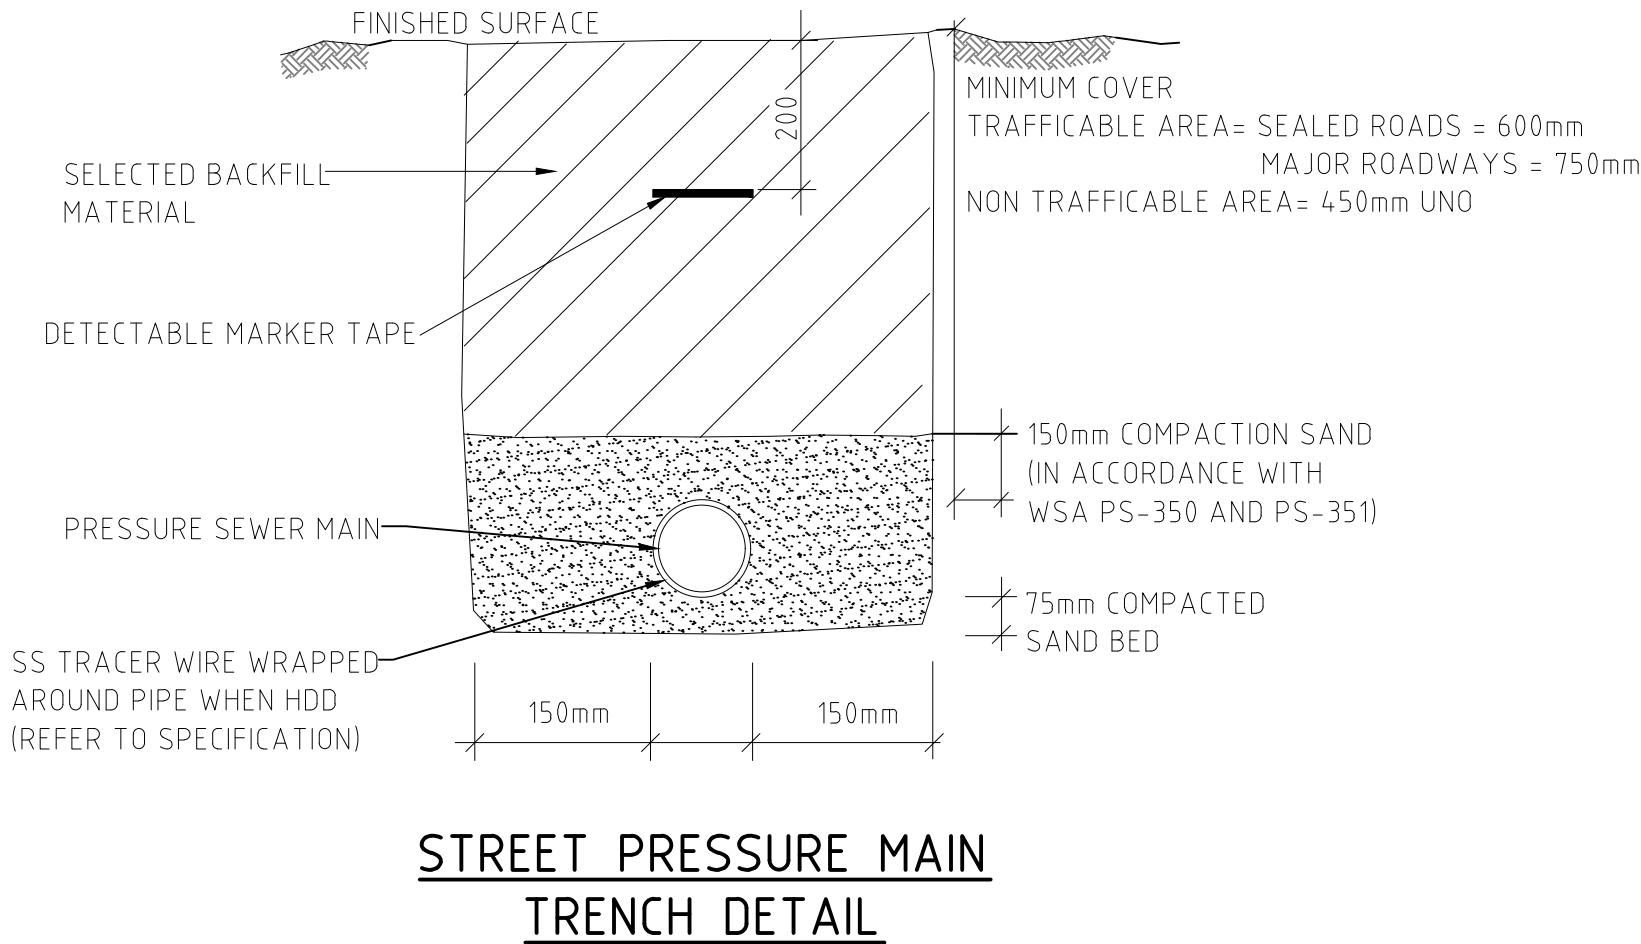 FINISHED SURFACE
200
MINIMUM COVER
TRAFFICABLE AREA= SEALED ROADS = 600mm
MAJOR ROADWAYS = 750mm
NON TRAFFICABLE AREA= 450mm UNO
SELECTED BACKFILL
MATERIAL
DETECTABLE MARKER TAPE
150mm COMPACTION SAND
(IN ACCORDANCE WITH
WSA PS-350 AND PS-351)
PRESSURE SEWER MAIN
75mm COMPACTED
SAND BED
SS TRACER WIRE WRAPPED
AROUND PIPE WHEN HDD
(REFER TO SPECIFICATION)
150mm
150mm
STREET PRESSURE MAIN
TRENCH DETAIL